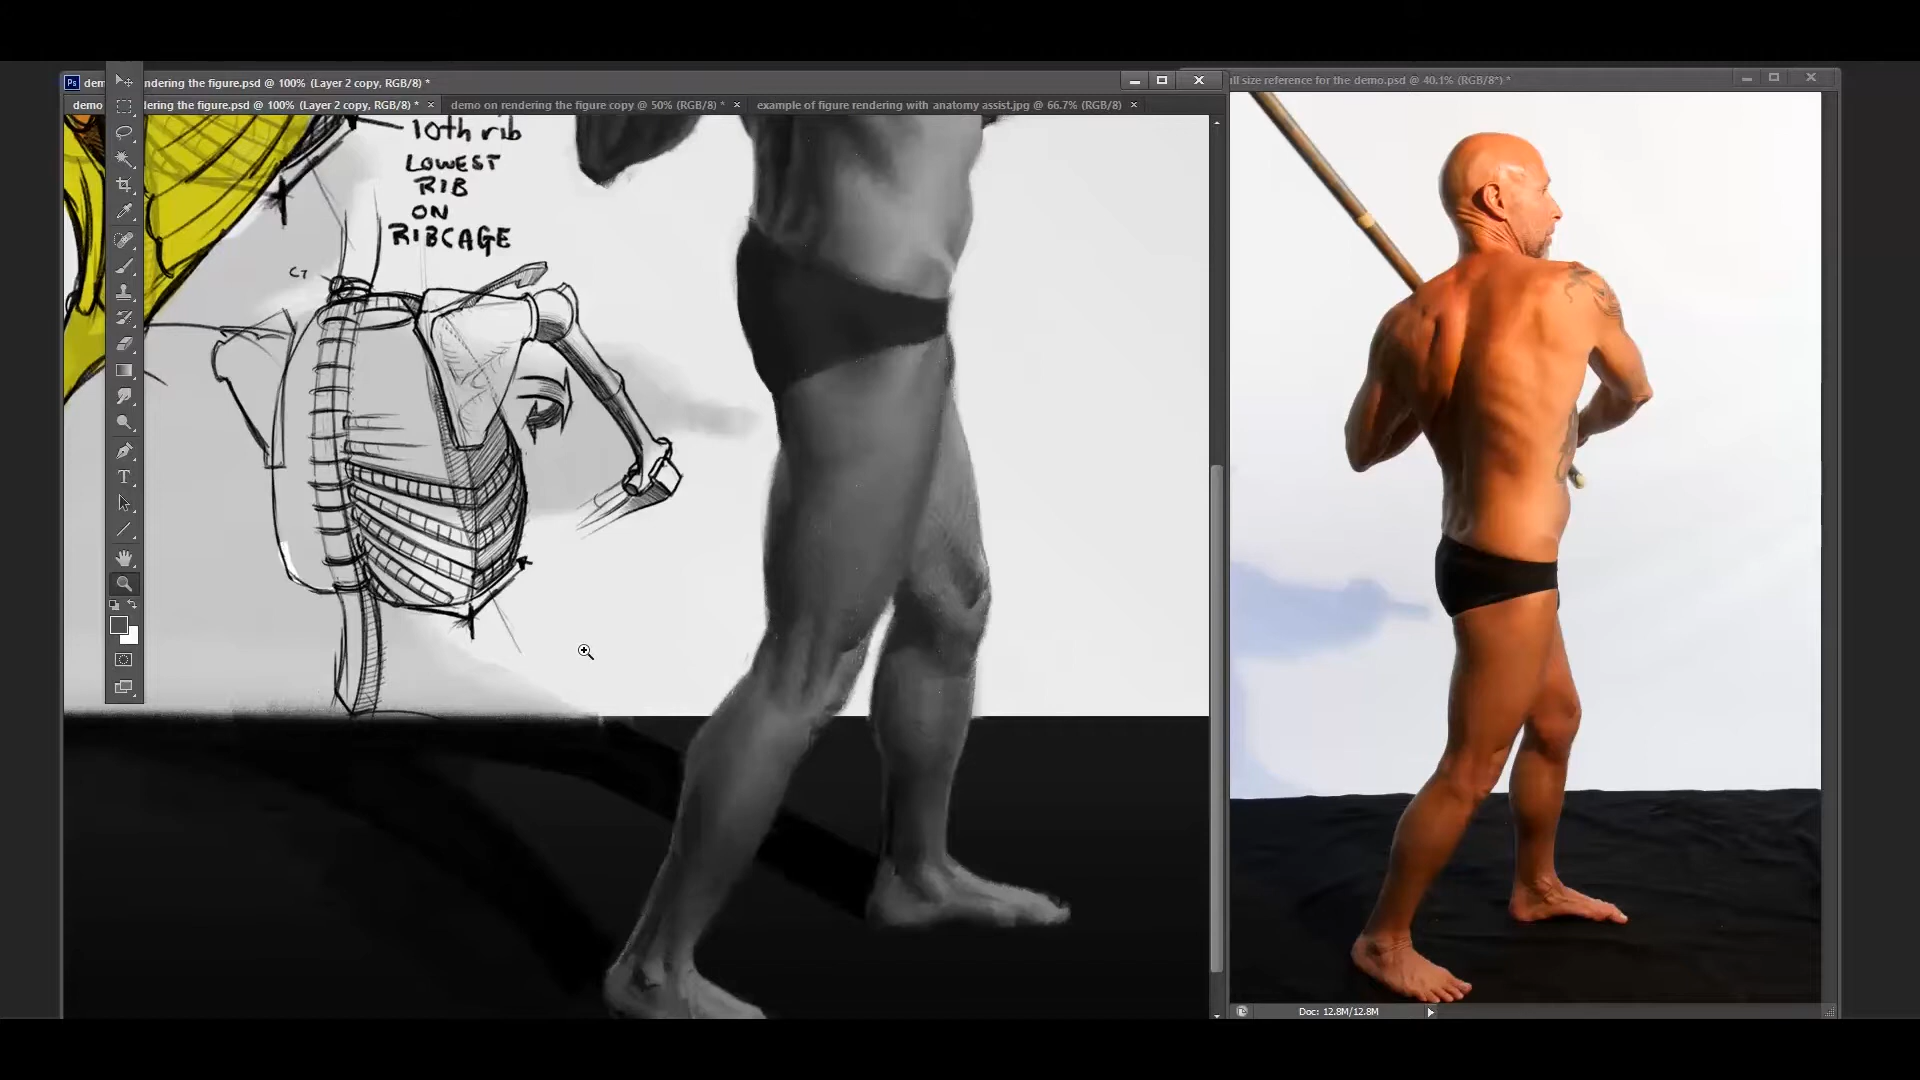 Ps dem ndering the figure.psd @ 100% (Layer 2 copy, RGB/8) *
ll size reference for the demo.psd @ 40.1% (RGB/8*) *
demo ndering the figure.psd @ 100% (Layer 2 copy, RGB/8) * ×
demo on rendering the figure copy @ 50% (RGB/8) * ×
example of figure rendering with anatomy assist.jpg @ 66.7% (RGB/8) ×
10th rib
LOWEST
RIB
ON
RIBCAGE
C7
T
Doc: 12.8M/12.8M